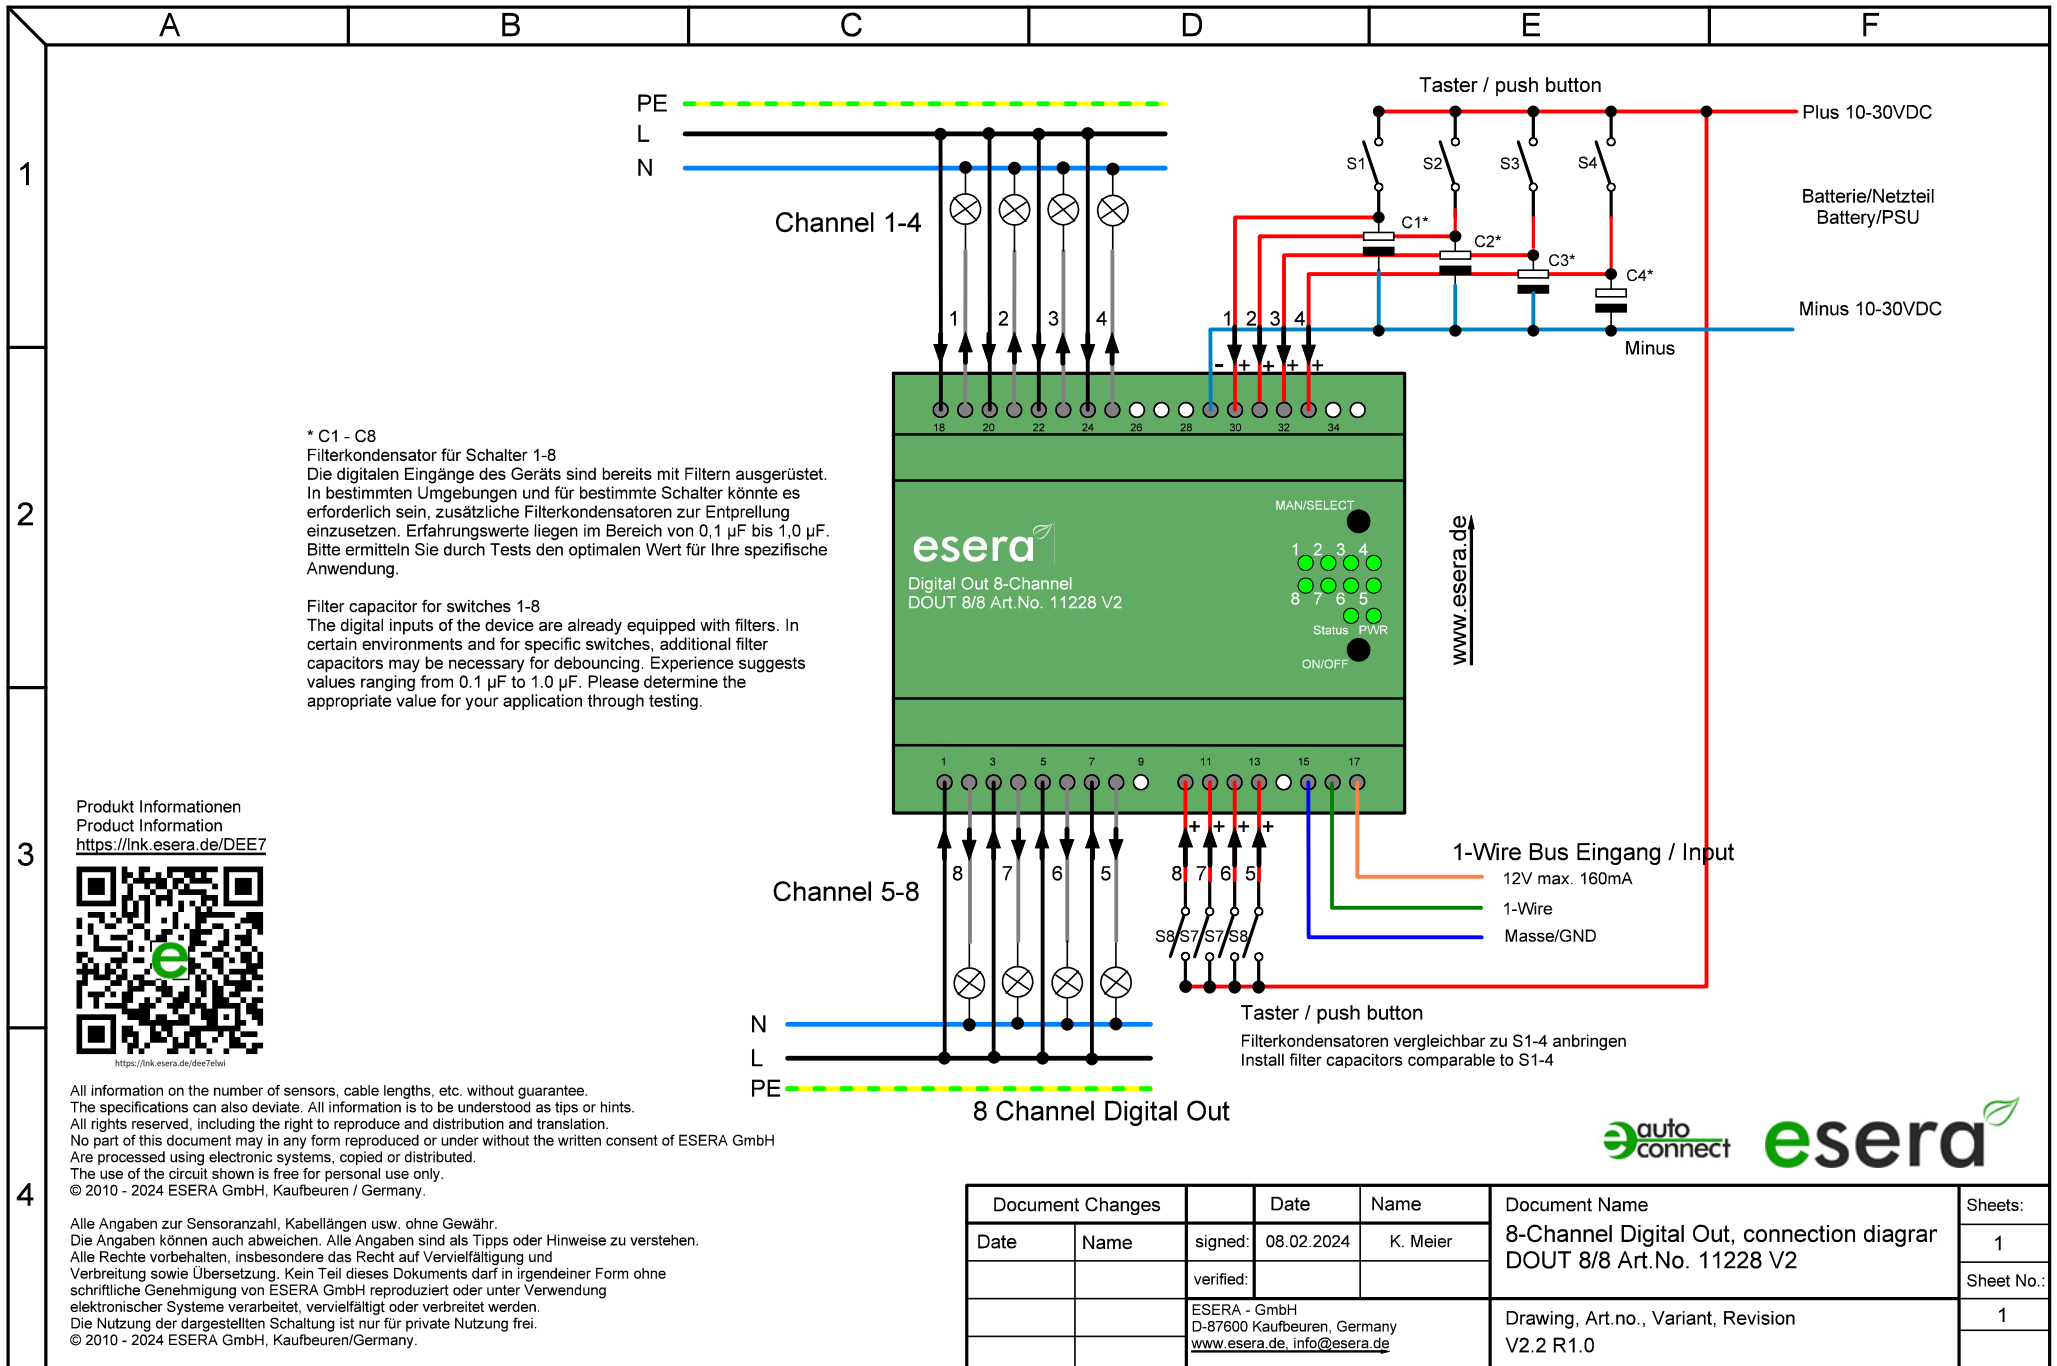 A B C D E F
1
2
3
4
PE
L
N
Channel 1-4
1 2 3 4
Taster / push button
Plus 10-30VDC
S1 S2 S3 S4
Batterie/Netzteil
Battery/PSU
C1*
C2*
C3*
C4*
Minus 10-30VDC
1 2 3 4
Minus
- + + + +
18 20 22 24 26 28 30 32 34
* C1 - C8
Filterkondensator für Schalter 1-8
Die digitalen Eingänge des Geräts sind bereits mit Filtern ausgerüstet.
In bestimmten Umgebungen und für bestimmte Schalter könnte es
erforderlich sein, zusätzliche Filterkondensatoren zur Entprellung
einzusetzen. Erfahrungswerte liegen im Bereich von 0,1 µF bis 1,0 µF.
Bitte ermitteln Sie durch Tests den optimalen Wert für Ihre spezifische
Anwendung.
Filter capacitor for switches 1-8
The digital inputs of the device are already equipped with filters. In
certain environments and for specific switches, additional filter
capacitors may be necessary for debouncing. Experience suggests
values ranging from 0.1 µF to 1.0 µF. Please determine the
appropriate value for your application through testing.
esera
Digital Out 8-Channel
DOUT 8/8 Art.No. 11228 V2
MAN/SELECT
1 2 3 4
8 7 6 5
Status PWR
ON/OFF
www.esera.de
1 3 5 7 9 11 13 15 17
+ + + +
8 7 6 5
8 7 6 5
Channel 5-8
S8 S7 S7 S8
1-Wire Bus Eingang / Input
12V max. 160mA
1-Wire
Masse/GND
Taster / push button
Filterkondensatoren vergleichbar zu S1-4 anbringen
Install filter capacitors comparable to S1-4
N
L
PE
8 Channel Digital Out
Produkt Informationen
Product Information
https://lnk.esera.de/DEE7
e
https://lnk.esera.de/dee7elwi
All information on the number of sensors, cable lengths, etc. without guarantee.
The specifications can also deviate. All information is to be understood as tips or hints.
All rights reserved, including the right to reproduce and distribution and translation.
No part of this document may in any form reproduced or under without the written consent of ESERA GmbH
Are processed using electronic systems, copied or distributed.
The use of the circuit shown is free for personal use only.
© 2010 - 2024 ESERA GmbH, Kaufbeuren / Germany.
Alle Angaben zur Sensoranzahl, Kabellängen usw. ohne Gewähr.
Die Angaben können auch abweichen. Alle Angaben sind als Tipps oder Hinweise zu verstehen.
Alle Rechte vorbehalten, insbesondere das Recht auf Vervielfältigung und
Verbreitung sowie Übersetzung. Kein Teil dieses Dokuments darf in irgendeiner Form ohne
schriftliche Genehmigung von ESERA GmbH reproduziert oder unter Verwendung
elektronischer Systeme verarbeitet, vervielfältigt oder verbreitet werden.
Die Nutzung der dargestellten Schaltung ist nur für private Nutzung frei.
© 2010 - 2024 ESERA GmbH, Kaufbeuren/Germany.
e auto
connect
esera
Document Changes
Date Name
Date Name
signed: 08.02.2024 K. Meier
verified:
ESERA - GmbH
D-87600 Kaufbeuren, Germany
www.esera.de, info@esera.de
Document Name
8-Channel Digital Out, connection diagram
DOUT 8/8 Art.No. 11228 V2
Drawing, Art.no., Variant, Revision
V2.2 R1.0
Sheets:
1
Sheet No.:
1